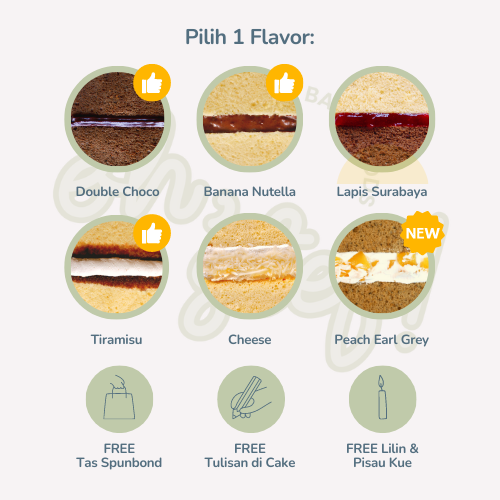 Pilih 1 Flavor:
Double Choco
Banana Nutella
Lapis Surabaya
NEW
Tiramisu
Cheese
Peach Earl Grey
FREE
Tas Spunbond
FREE
Tulisan di Cake
FREE Lilin &
Pisau Kue